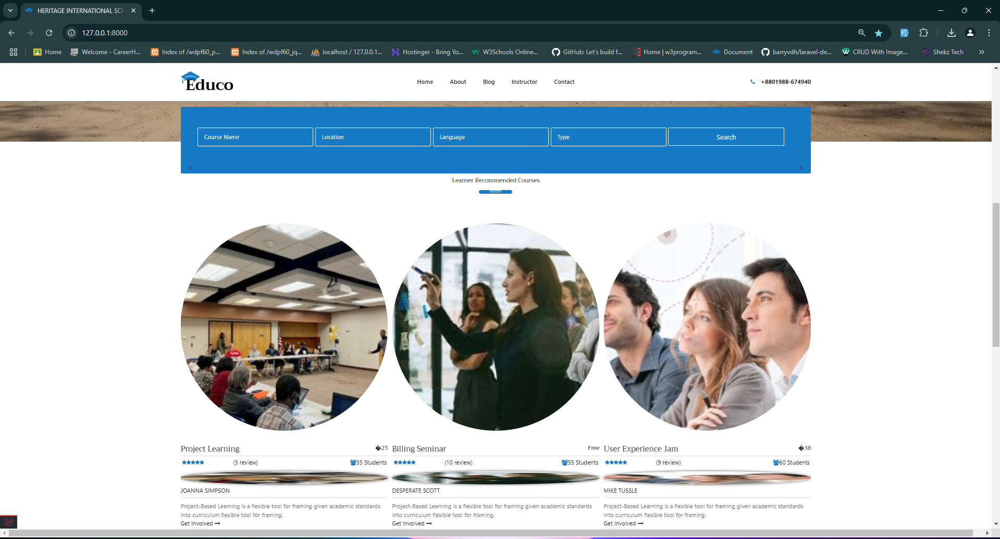 HERITAGE INTERNATIONAL SCH
127.0.0.1:8000
Home Welcome - CareerH... Index of /wdpf60_p... Index of /wdpf60_jq... localhost / 127.0.0.1... Hostinger - Bring Yo... W3Schools Online... GitHub: Let's build f... Home | w3program... Document barryvdh/laravel-de... CRUD With Image... Shekz Tech
Educo
Home About Blog Instructor Contact
+8801988-674940
Course Name Location Language Type Search
‹ ›
Learner Recommended Courses
Project Learning �25 Billing Seminar Free User Experience Jam �38
(5 review) 35 Students (10 review) 55 Students (9 review) 60 Students
JOANNA SIMPSON DESPERATE SCOTT MIKE TUSSLE
Project-Based Learning is a flexible tool for framing given academic standards
into curriculum flexible tool for framing.
Get Involved
Project-Based Learning is a flexible tool for framing given academic standards
into curriculum flexible tool for framing.
Get Involved
Project-Based Learning is a flexible tool for framing given academic standards
into curriculum flexible tool for framing.
Get Involved